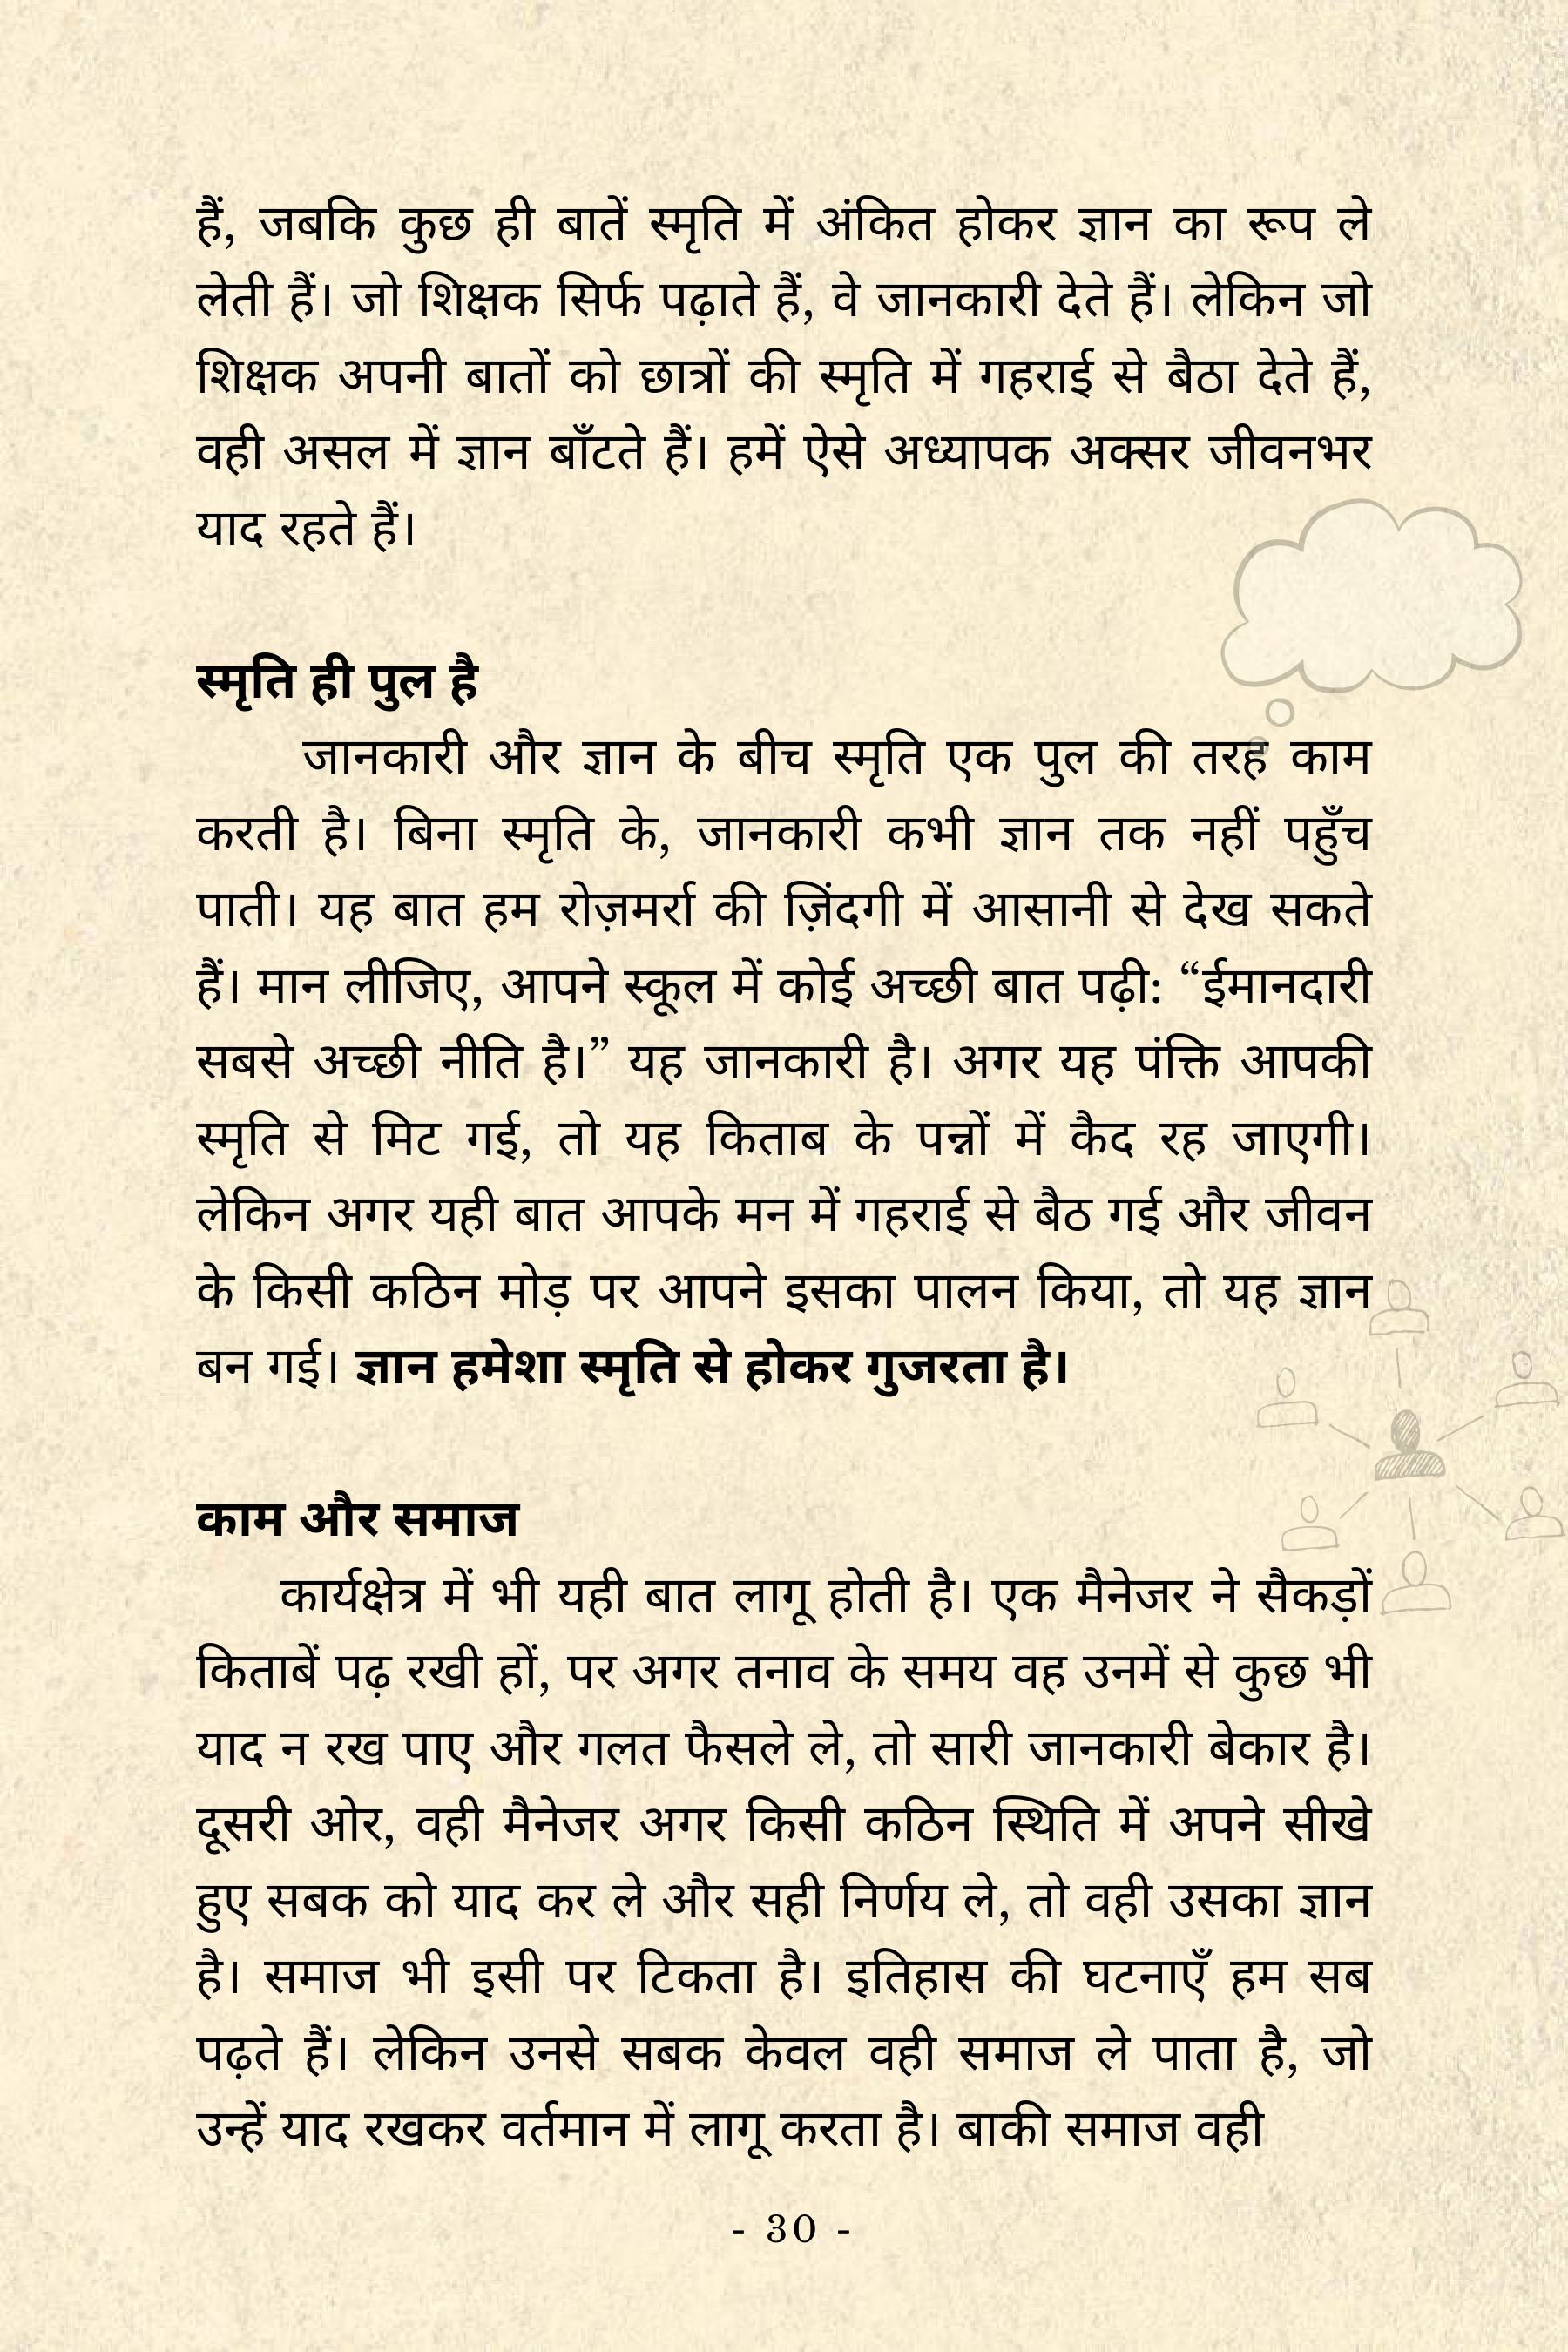 हैं, जबकि कुछ ही बातें स्मृति में अंकित होकर ज्ञान का रूप ले
लेती हैं। जो शिक्षक सिर्फ पढ़ाते हैं, वे जानकारी देते हैं। लेकिन जो
शिक्षक अपनी बातों को छात्रों की स्मृति में गहराई से बैठा देते हैं,
वही असल में ज्ञान बाँटते हैं। हमें ऐसे अध्यापक अक्सर जीवनभर
याद रहते हैं।
स्मृति ही पुल है
जानकारी और ज्ञान के बीच स्मृति एक पुल की तरह काम
करती है। बिना स्मृति के, जानकारी कभी ज्ञान तक नहीं पहुँच
पाती। यह बात हम रोज़मर्रा की ज़िंदगी में आसानी से देख सकते
हैं। मान लीजिए, आपने स्कूल में कोई अच्छी बात पढ़ी: “ईमानदारी
सबसे अच्छी नीति है।” यह जानकारी है। अगर यह पंक्ति आपकी
स्मृति से मिट गई, तो यह किताब के पन्नों में कैद रह जाएगी।
लेकिन अगर यही बात आपके मन में गहराई से बैठ गई और जीवन
के किसी कठिन मोड़ पर आपने इसका पालन किया, तो यह ज्ञान
बन गई। ज्ञान हमेशा स्मृति से होकर गुजरता है।
काम और समाज
कार्यक्षेत्र में भी यही बात लागू होती है। एक मैनेजर ने सैकड़ों
किताबें पढ़ रखी हों, पर अगर तनाव के समय वह उनमें से कुछ भी
याद न रख पाए और गलत फैसले ले, तो सारी जानकारी बेकार है।
दूसरी ओर, वही मैनेजर अगर किसी कठिन स्थिति में अपने सीखे
हुए सबक को याद कर ले और सही निर्णय ले, तो वही उसका ज्ञान
है। समाज भी इसी पर टिकता है। इतिहास की घटनाएँ हम सब
पढ़ते हैं। लेकिन उनसे सबक केवल वही समाज ले पाता है, जो
उन्हें याद रखकर वर्तमान में लागू करता है। बाकी समाज वही
- 30 -